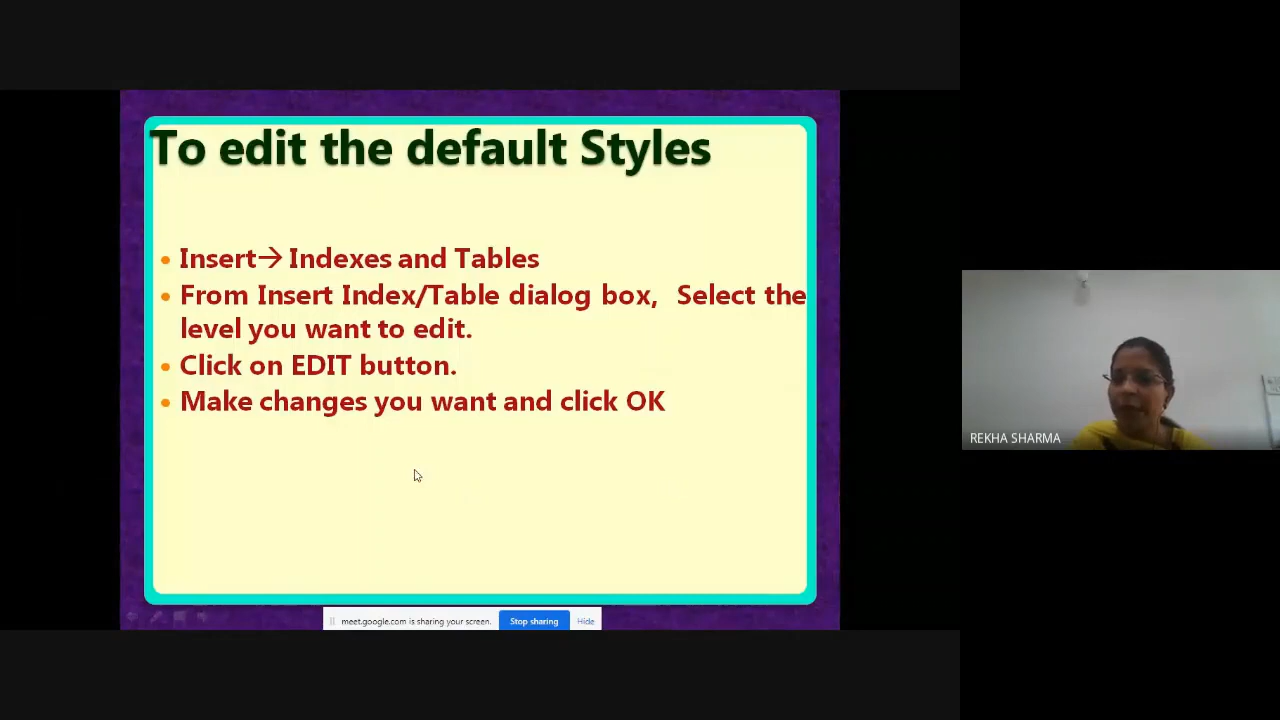 To edit the default Styles
• Insert→ Indexes and Tables
• From Insert Index/Table dialog box, Select the
level you want to edit.
• Click on EDIT button.
• Make changes you want and click OK
REKHA SHARMA
meet.google.com is sharing your screen. Stop sharing Hide